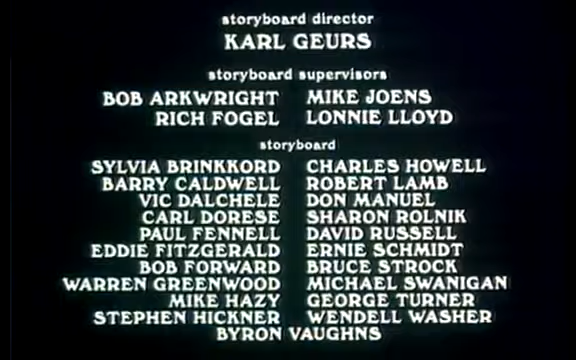 storyboard director
KARL GEURS
storyboard supervisors
BOB ARKWRIGHT MIKE JOENS
RICH FOGEL LONNIE LLOYD
storyboard
SYLVIA BRINKKORD CHARLES HOWELL
BARRY CALDWELL ROBERT LAMB
VIC DALCHELE DON MANUEL
CARL DORESE SHARON ROLNIK
PAUL FENNELL DAVID RUSSELL
EDDIE FITZGERALD ERNIE SCHMIDT
BOB FORWARD BRUCE STROCK
WARREN GREENWOOD MICHAEL SWANIGAN
MIKE HAZY GEORGE TURNER
STEPHEN HICKNER WENDELL WASHER
BYRON VAUGHNS